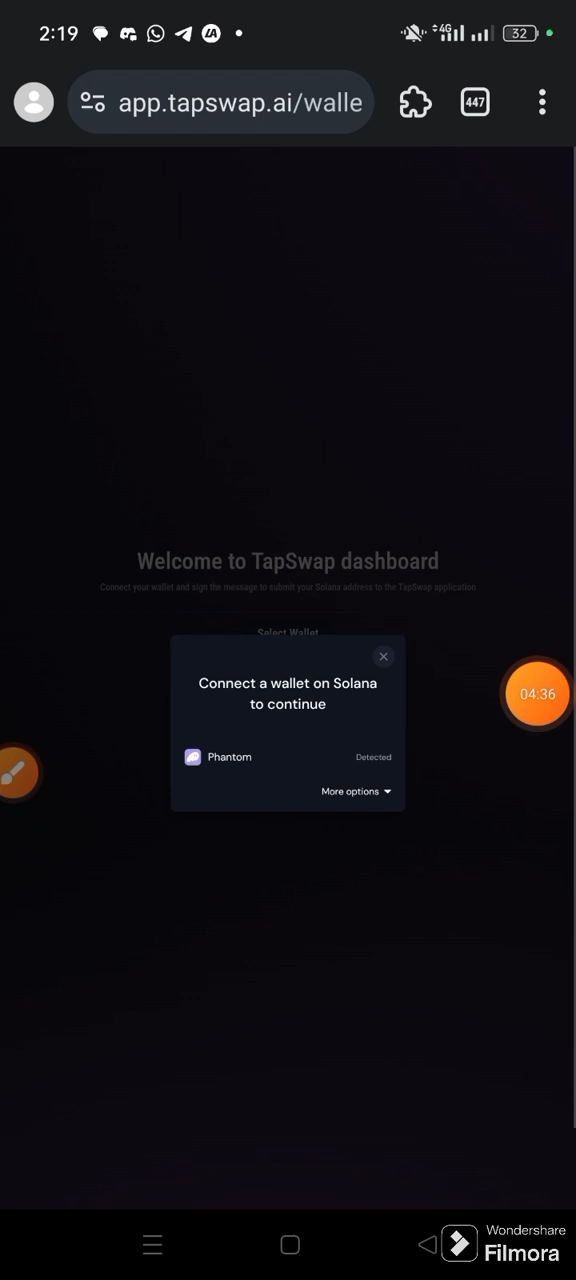 2:19
4G
32
app.tapswap.ai/walle
447
Welcome to TapSwap dashboard
Connect your wallet and sign the message to submit your Solana address to the TapSwap application
Select Wallet
Connect a wallet on Solana
to continue
Phantom
Detected
More options
04:36
Wondershare
Filmora